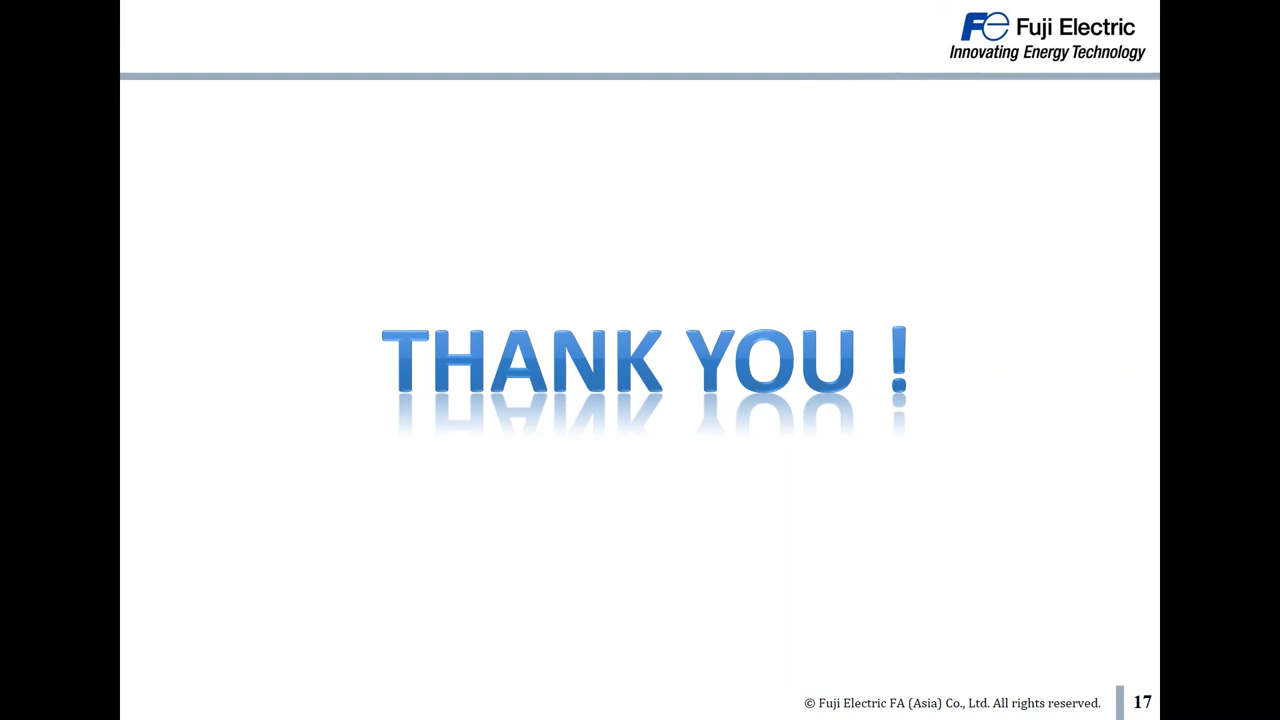 Fuji Electric
Innovating Energy Technology
THANK YOU !
© Fuji Electric FA (Asia) Co., Ltd. All rights reserved.
17